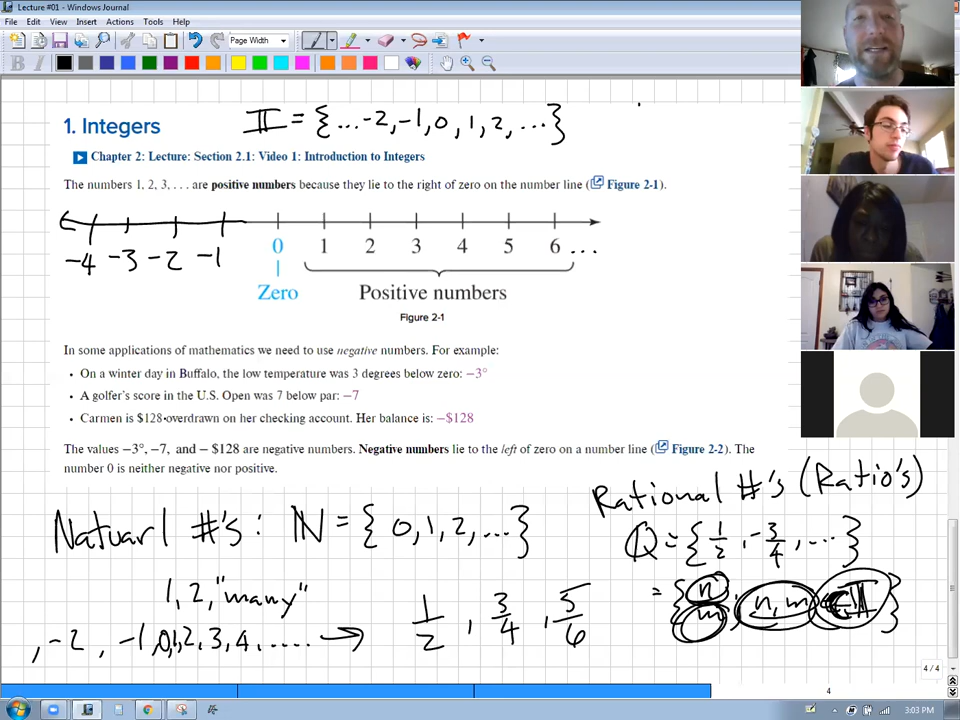 Lecture #01 - Windows Journal
File Edit View Insert Actions Tools Help
Page Width
B I
1. Integers
𝕀 = {...-2, -1, 0, 1, 2, ...}
Chapter 2: Lecture: Section 2.1: Video 1: Introduction to Integers
The numbers 1, 2, 3, . . . are positive numbers because they lie to the right of zero on the number line (Figure 2-1).
-4 -3 -2 -1 0 1 2 3 4 5 6 ...
Zero Positive numbers
Figure 2-1
In some applications of mathematics we need to use negative numbers. For example:
• On a winter day in Buffalo, the low temperature was 3 degrees below zero: −3°
• A golfer's score in the U.S. Open was 7 below par: −7
• Carmen is $128 overdrawn on her checking account. Her balance is: −$128
The values −3°, −7, and − $128 are negative numbers. Negative numbers lie to the left of zero on a number line (Figure 2-2). The
number 0 is neither negative nor positive.
Rational #'s (Ratio's)
Natuarl #'s: ℕ = {0, 1, 2, ...}
ℚ = {1/2, -3/4, ...}
1, 2, "many"
= {n/m, n, m ∈ 𝕀}
, -2, -1, 0, 1, 2, 3, 4, ..... →
1/2, 3/4, 5/6
4 / 4
4
3:03 PM